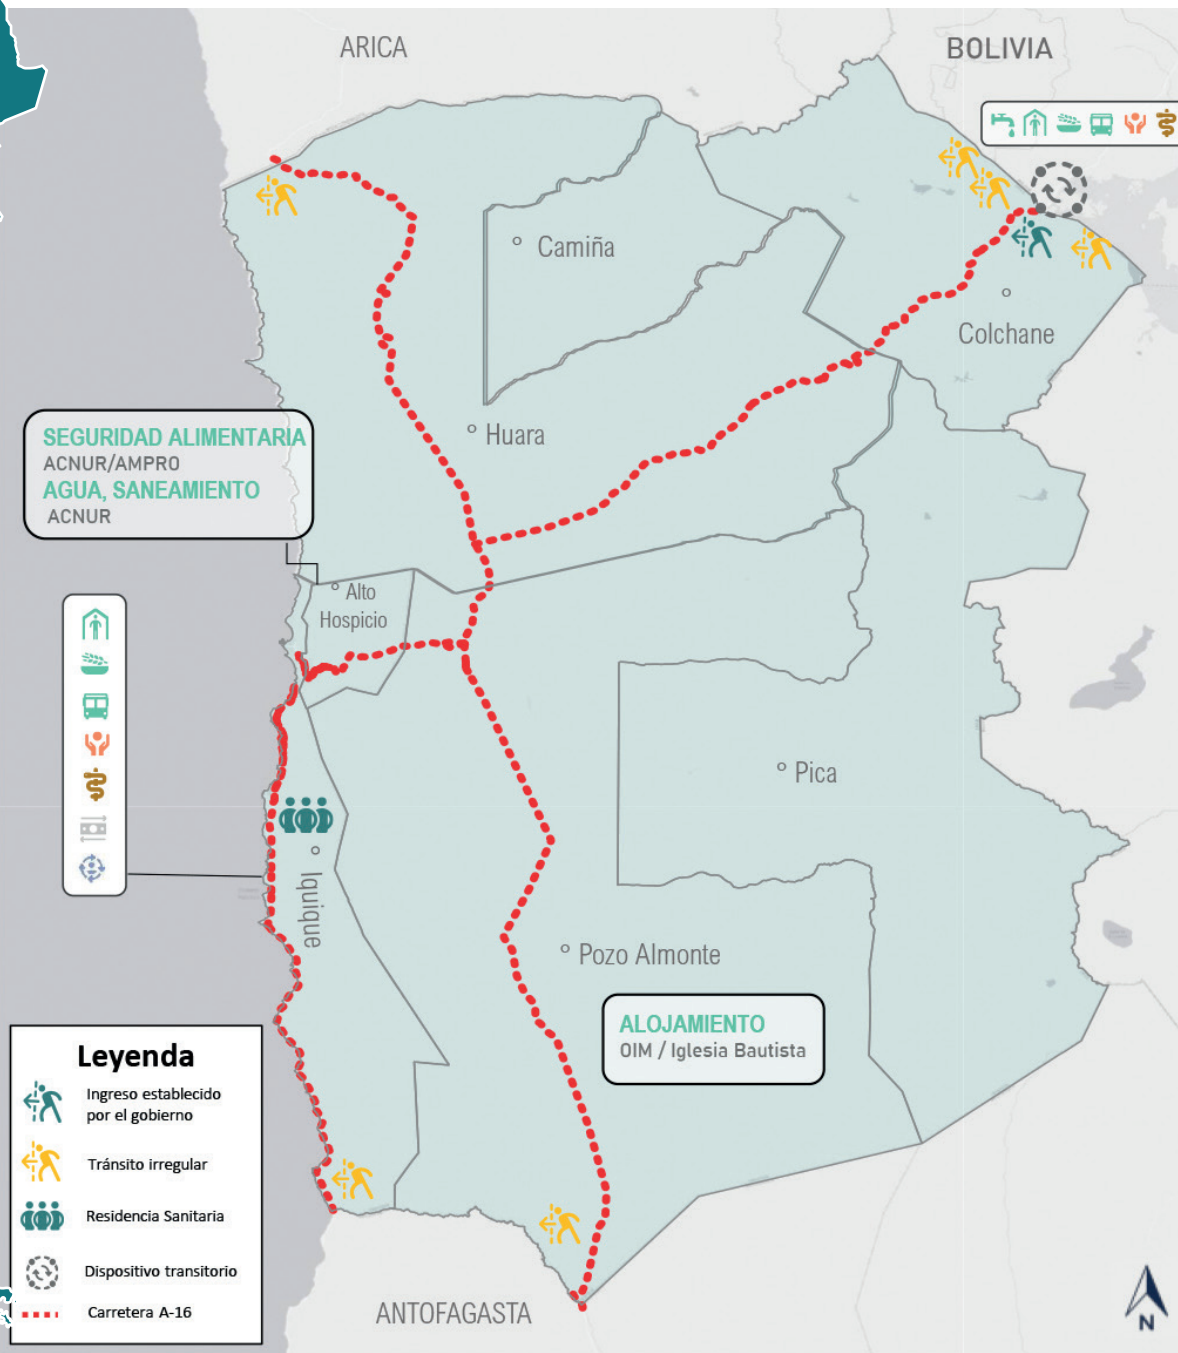 ARICA
BOLIVIA
Camiña
Colchane
Huara
SEGURIDAD ALIMENTARIA
ACNUR/AMPRO
AGUA, SANEAMIENTO
ACNUR
Alto
Hospicio
Pica
Iquique
Pozo Almonte
ALOJAMIENTO
OIM / Iglesia Bautista
Leyenda
Ingreso establecido
por el gobierno
Tránsito irregular
Residencia Sanitaria
Dispositivo transitorio
Carretera A-16
ANTOFAGASTA
N